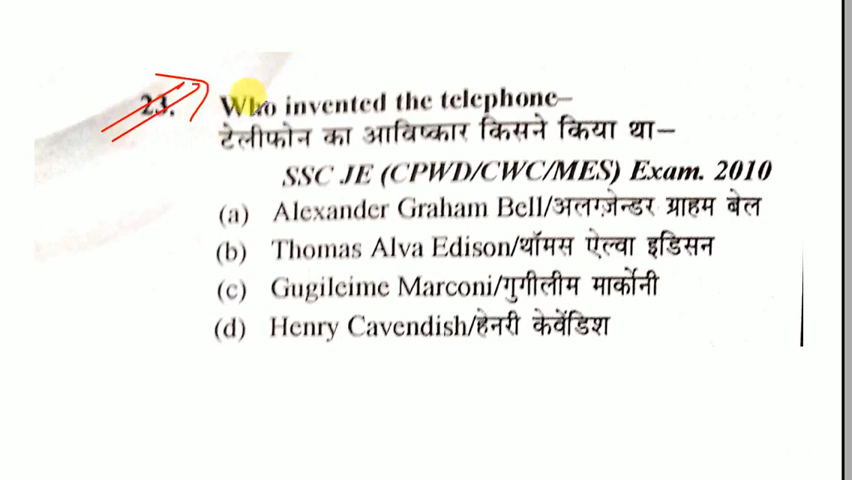 23. Who invented the telephone–
टेलीफोन का आविष्कार किसने किया था–
SSC JE (CPWD/CWC/MES) Exam. 2010
(a) Alexander Graham Bell/अलग्ज़ेन्डर ग्राहम बेल
(b) Thomas Alva Edison/थॉमस ऐल्वा इडिसन
(c) Gugileime Marconi/गुगीलीम मार्कोनी
(d) Henry Cavendish/हेनरी केवेंडिश